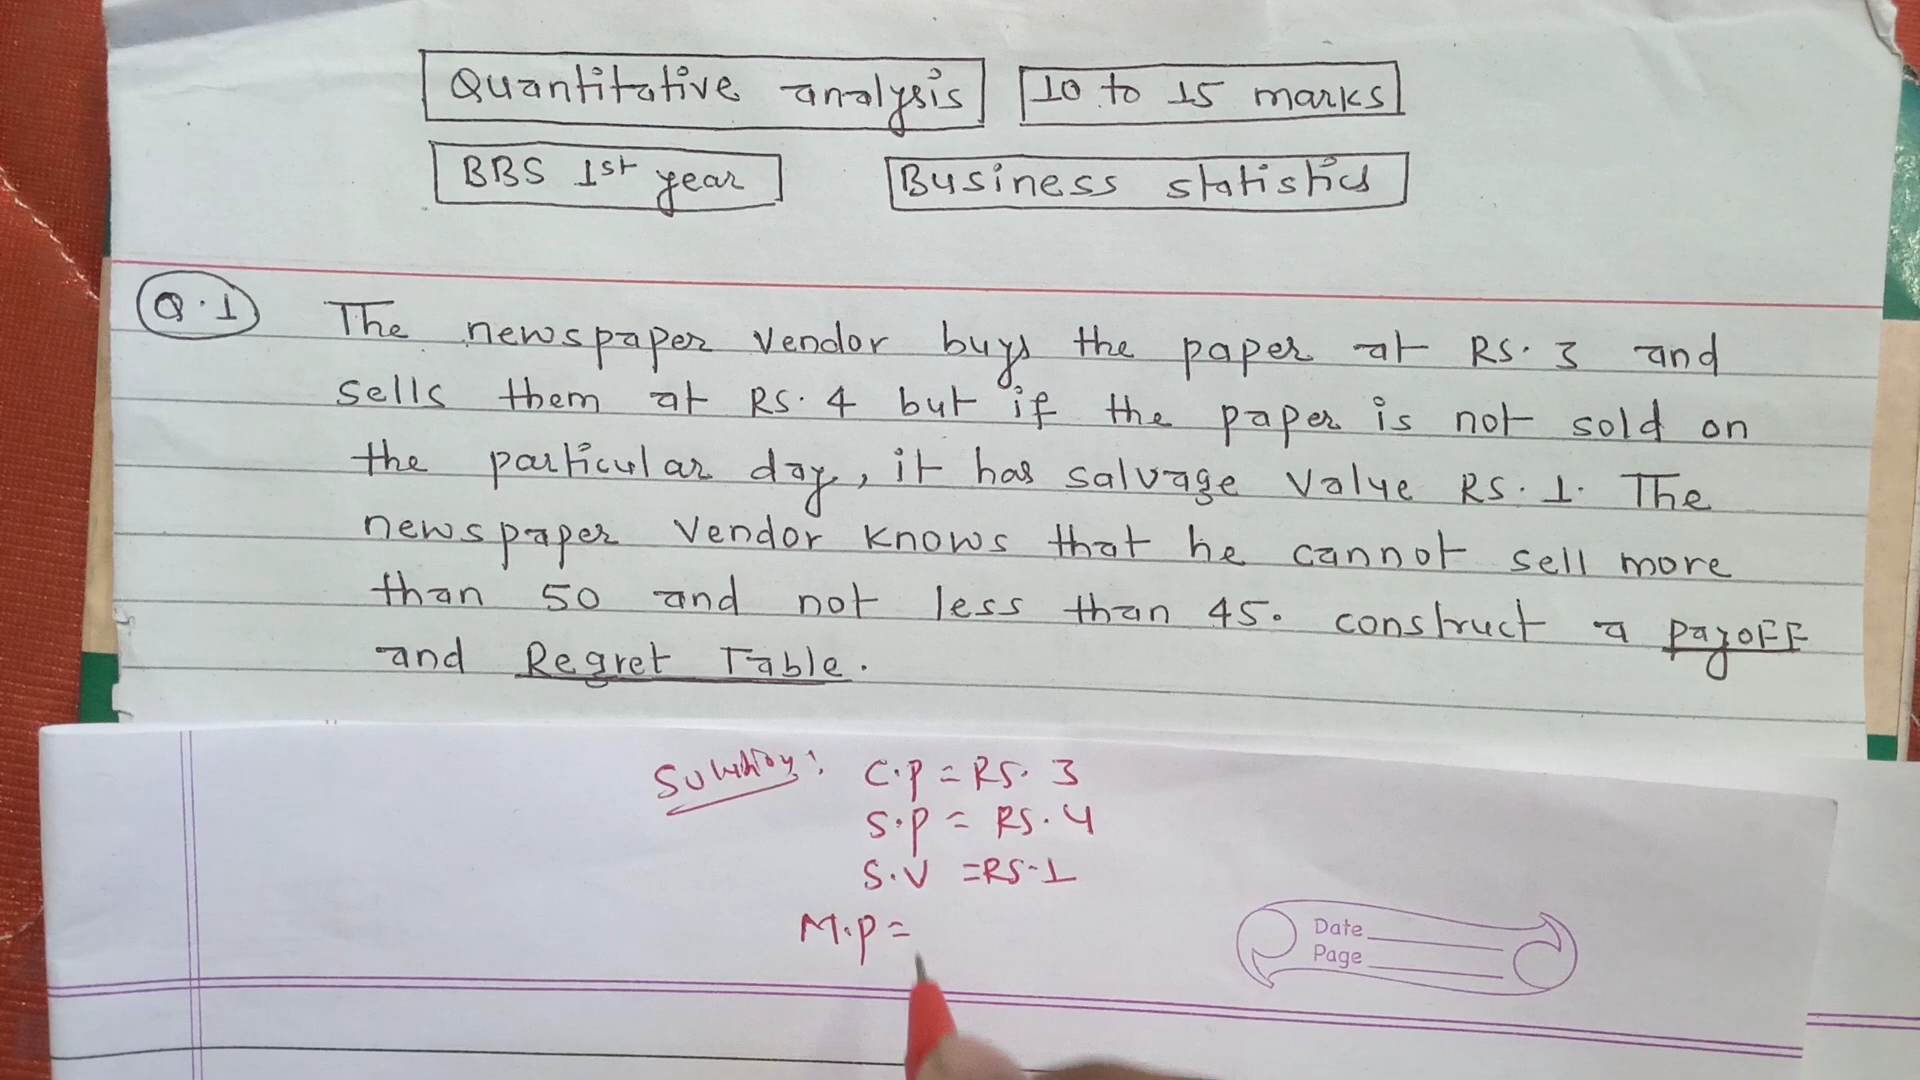 Quantitative analysis 10 to 15 marks
BBS 1st year Business statistics
Q.1 The newspaper vendor buys the paper at RS. 3 and
sells them at RS. 4 but if the paper is not sold on
the particular day, it has salvage value RS. 1. The
newspaper vendor knows that he cannot sell more
than 50 and not less than 45. construct a payoff
and Regret Table.
C.P = RS. 3
S.P = RS. 4
S.V = RS. 1
M.P =
Date
Page